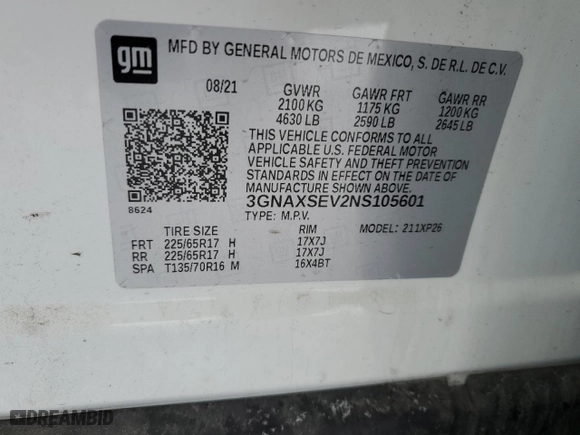 gm
MFD BY GENERAL MOTORS DE MEXICO, S. DE R.L. DE C.V.
08/21 GVWR GAWR FRT GAWR RR
2100 KG 1175 KG 1200 KG
4630 LB 2590 LB 2645 LB
THIS VEHICLE CONFORMS TO ALL
APPLICABLE U.S. FEDERAL MOTOR
VEHICLE SAFETY AND THEFT PREVENTION
STANDARDS IN EFFECT ON THE DATE OF
MANUFACTURE SHOWN ABOVE.
8624 3GNAXSEV2NS105601
TYPE: M.P.V. MODEL: 211XP26
TIRE SIZE RIM
FRT 225/65R17 H 17X7J
RR 225/65R17 H 17X7J
SPA T135/70R16 M 16X4BT
DREAMBID